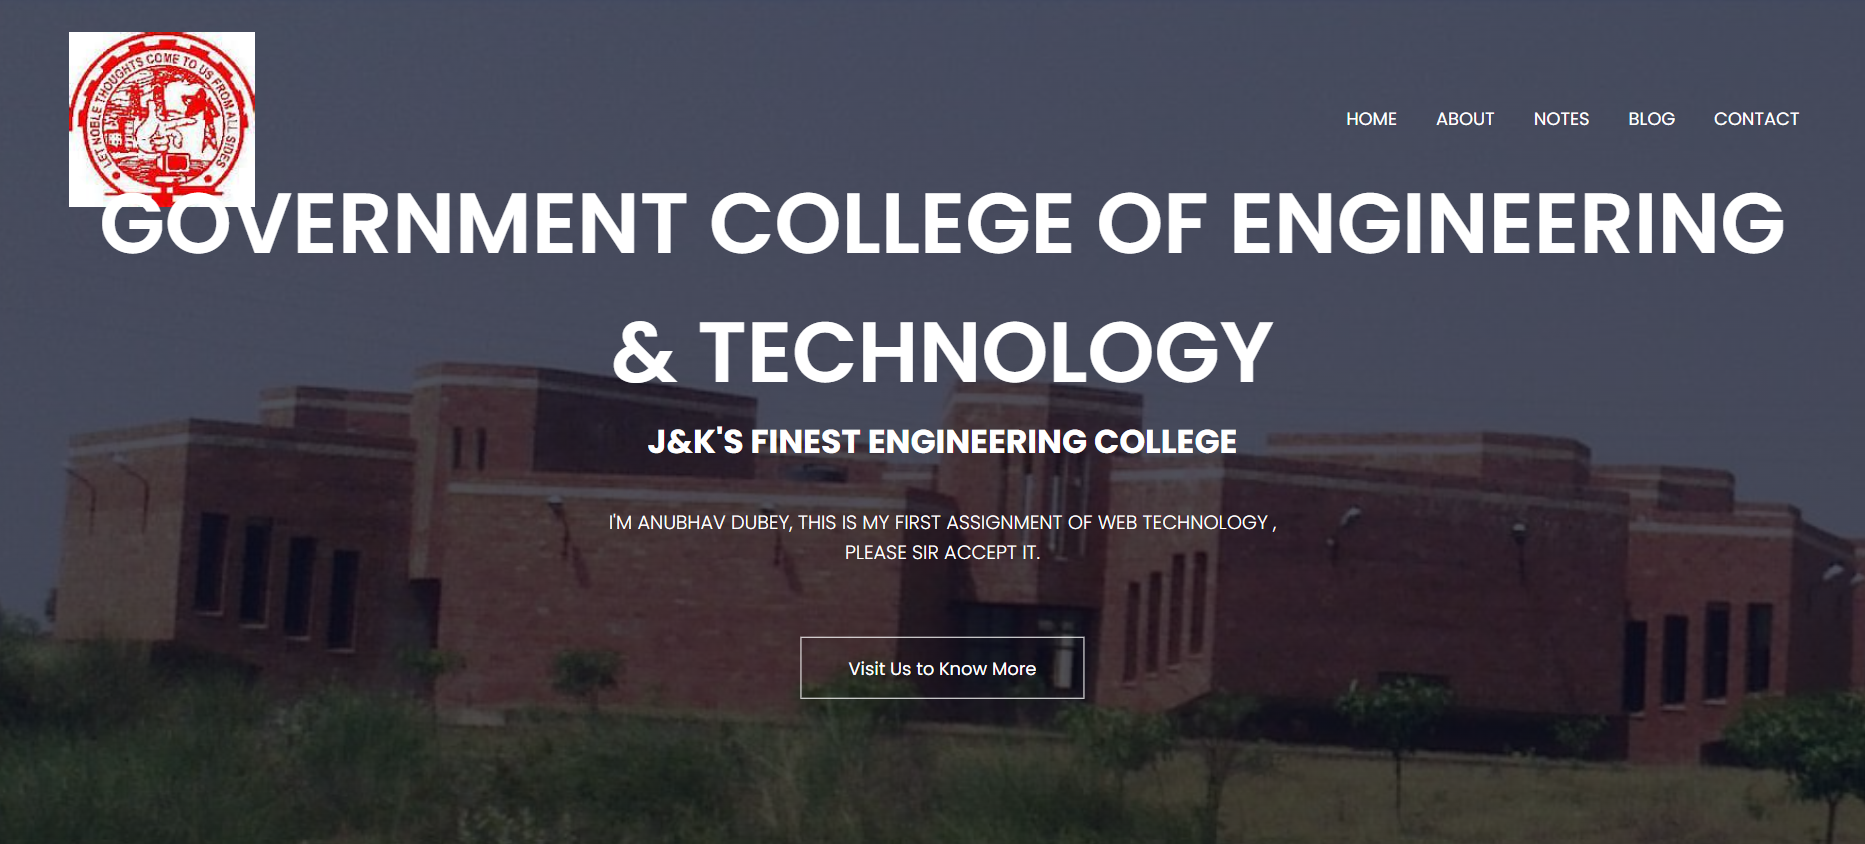 LET NOBLE THOUGHTS COME TO US FROM ALL SIDES
HOME ABOUT NOTES BLOG CONTACT
GOVERNMENT COLLEGE OF ENGINEERING
& TECHNOLOGY
J&K'S FINEST ENGINEERING COLLEGE
I'M ANUBHAV DUBEY, THIS IS MY FIRST ASSIGNMENT OF WEB TECHNOLOGY ,
PLEASE SIR ACCEPT IT.
Visit Us to Know More